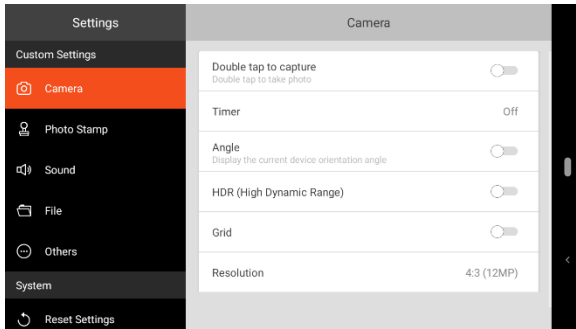 Settings
Camera
Custom Settings
Camera
Photo Stamp
Sound
File
Others
System
Reset Settings
Double tap to capture
Double tap to take photo
Timer Off
Angle
Display the current device orientation angle
HDR (High Dynamic Range)
Grid
Resolution 4:3 (12MP)